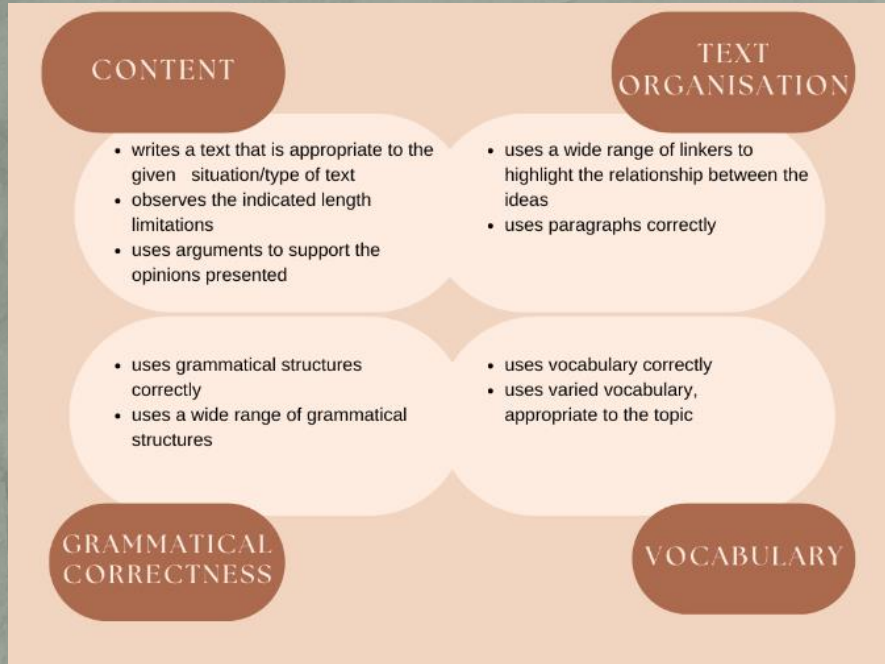 CONTENT
• writes a text that is appropriate to the
given situation/type of text
• observes the indicated length
limitations
• uses arguments to support the
opinions presented
TEXT
ORGANISATION
• uses a wide range of linkers to
highlight the relationship between the
ideas
• uses paragraphs correctly
• uses grammatical structures
correctly
• uses a wide range of grammatical
structures
GRAMMATICAL
CORRECTNESS
• uses vocabulary correctly
• uses varied vocabulary,
appropriate to the topic
VOCABULARY